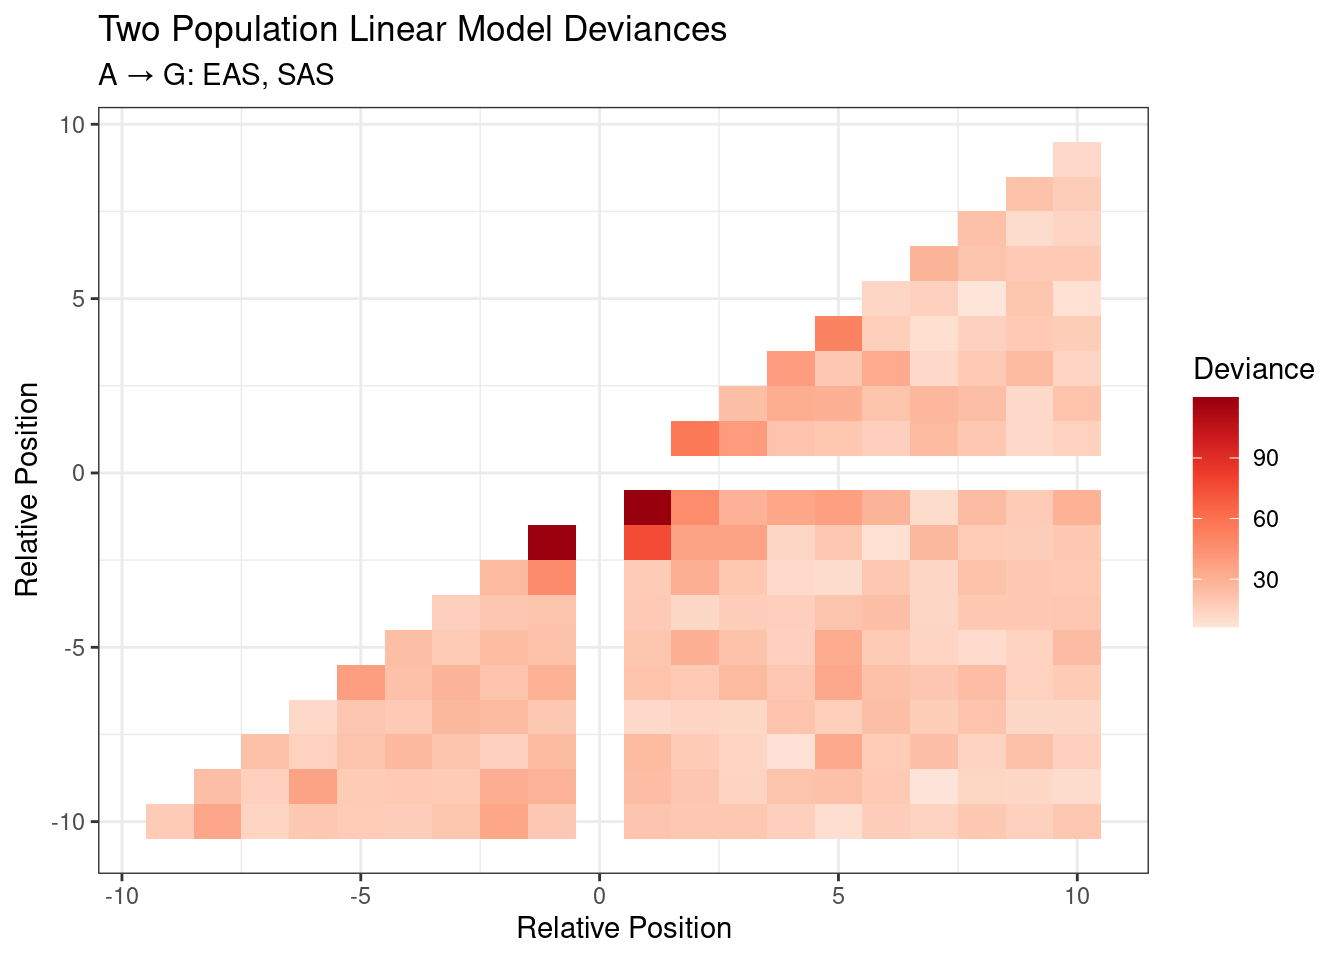 Two Population Linear Model Deviances
A → G: EAS, SAS
10
5
0
-5
-10
Relative Position
-10
-5
0
5
10
Relative Position
Deviance
90
60
30